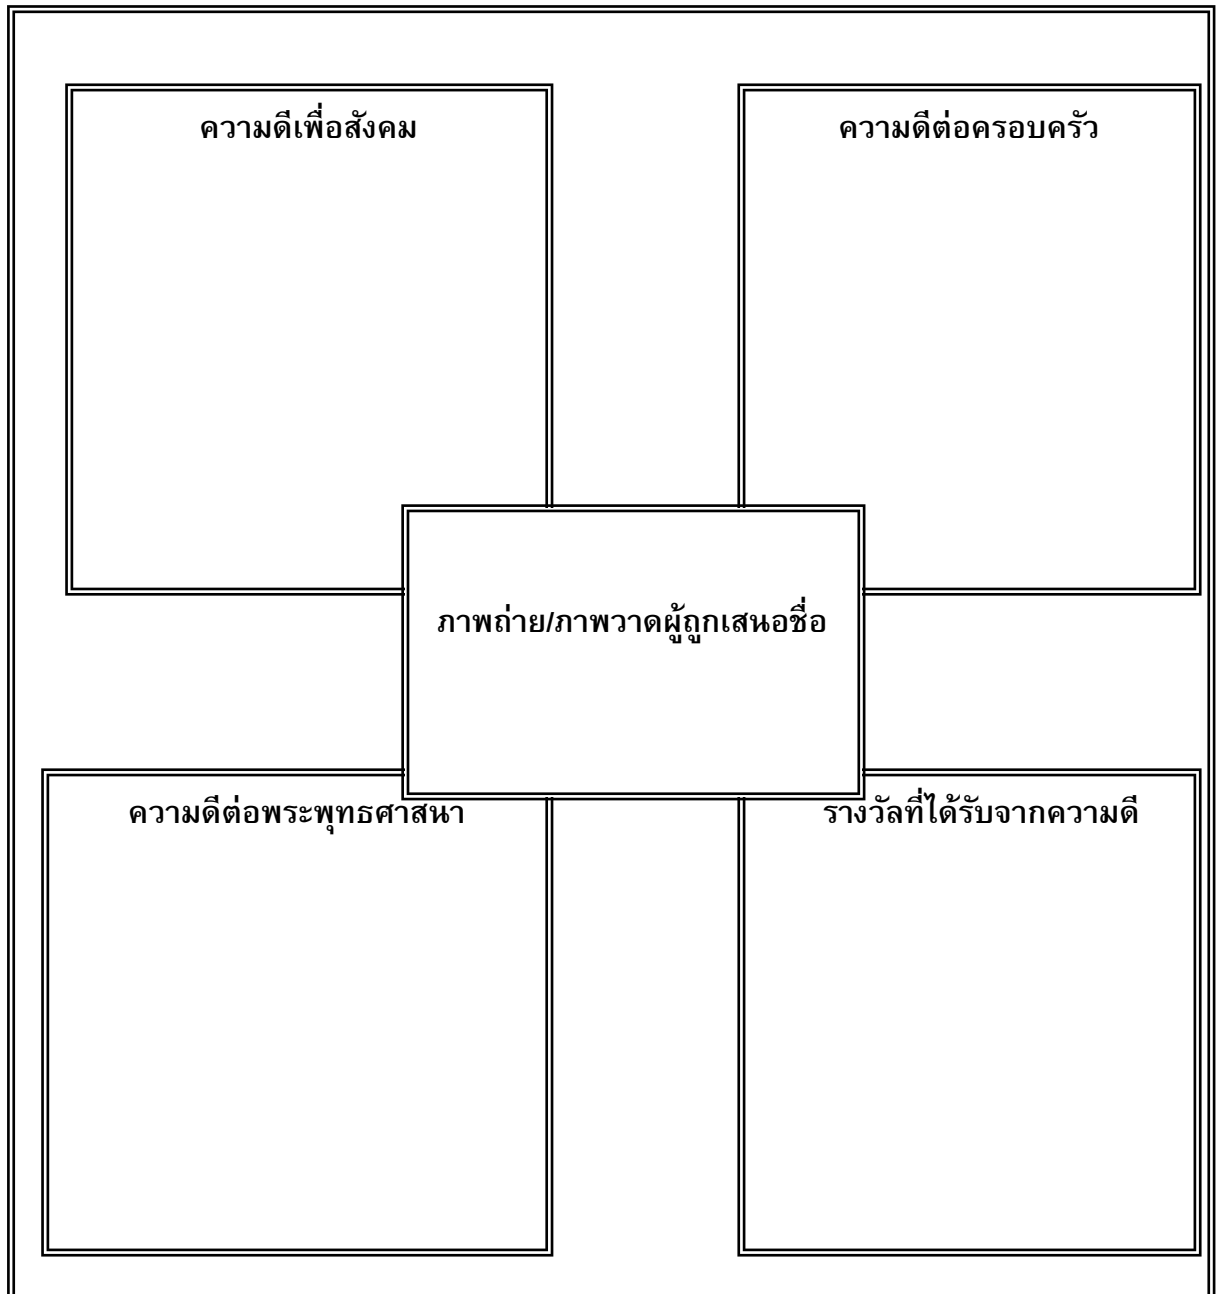 ความดีเพื่อสังคม
ความดีต่อครอบครัว
ภาพถ่าย/ภาพวาดผู้ถูกเสนอชื่อ
ความดีต่อพระพุทธศาสนา
รางวัลที่ได้รับจากความดี